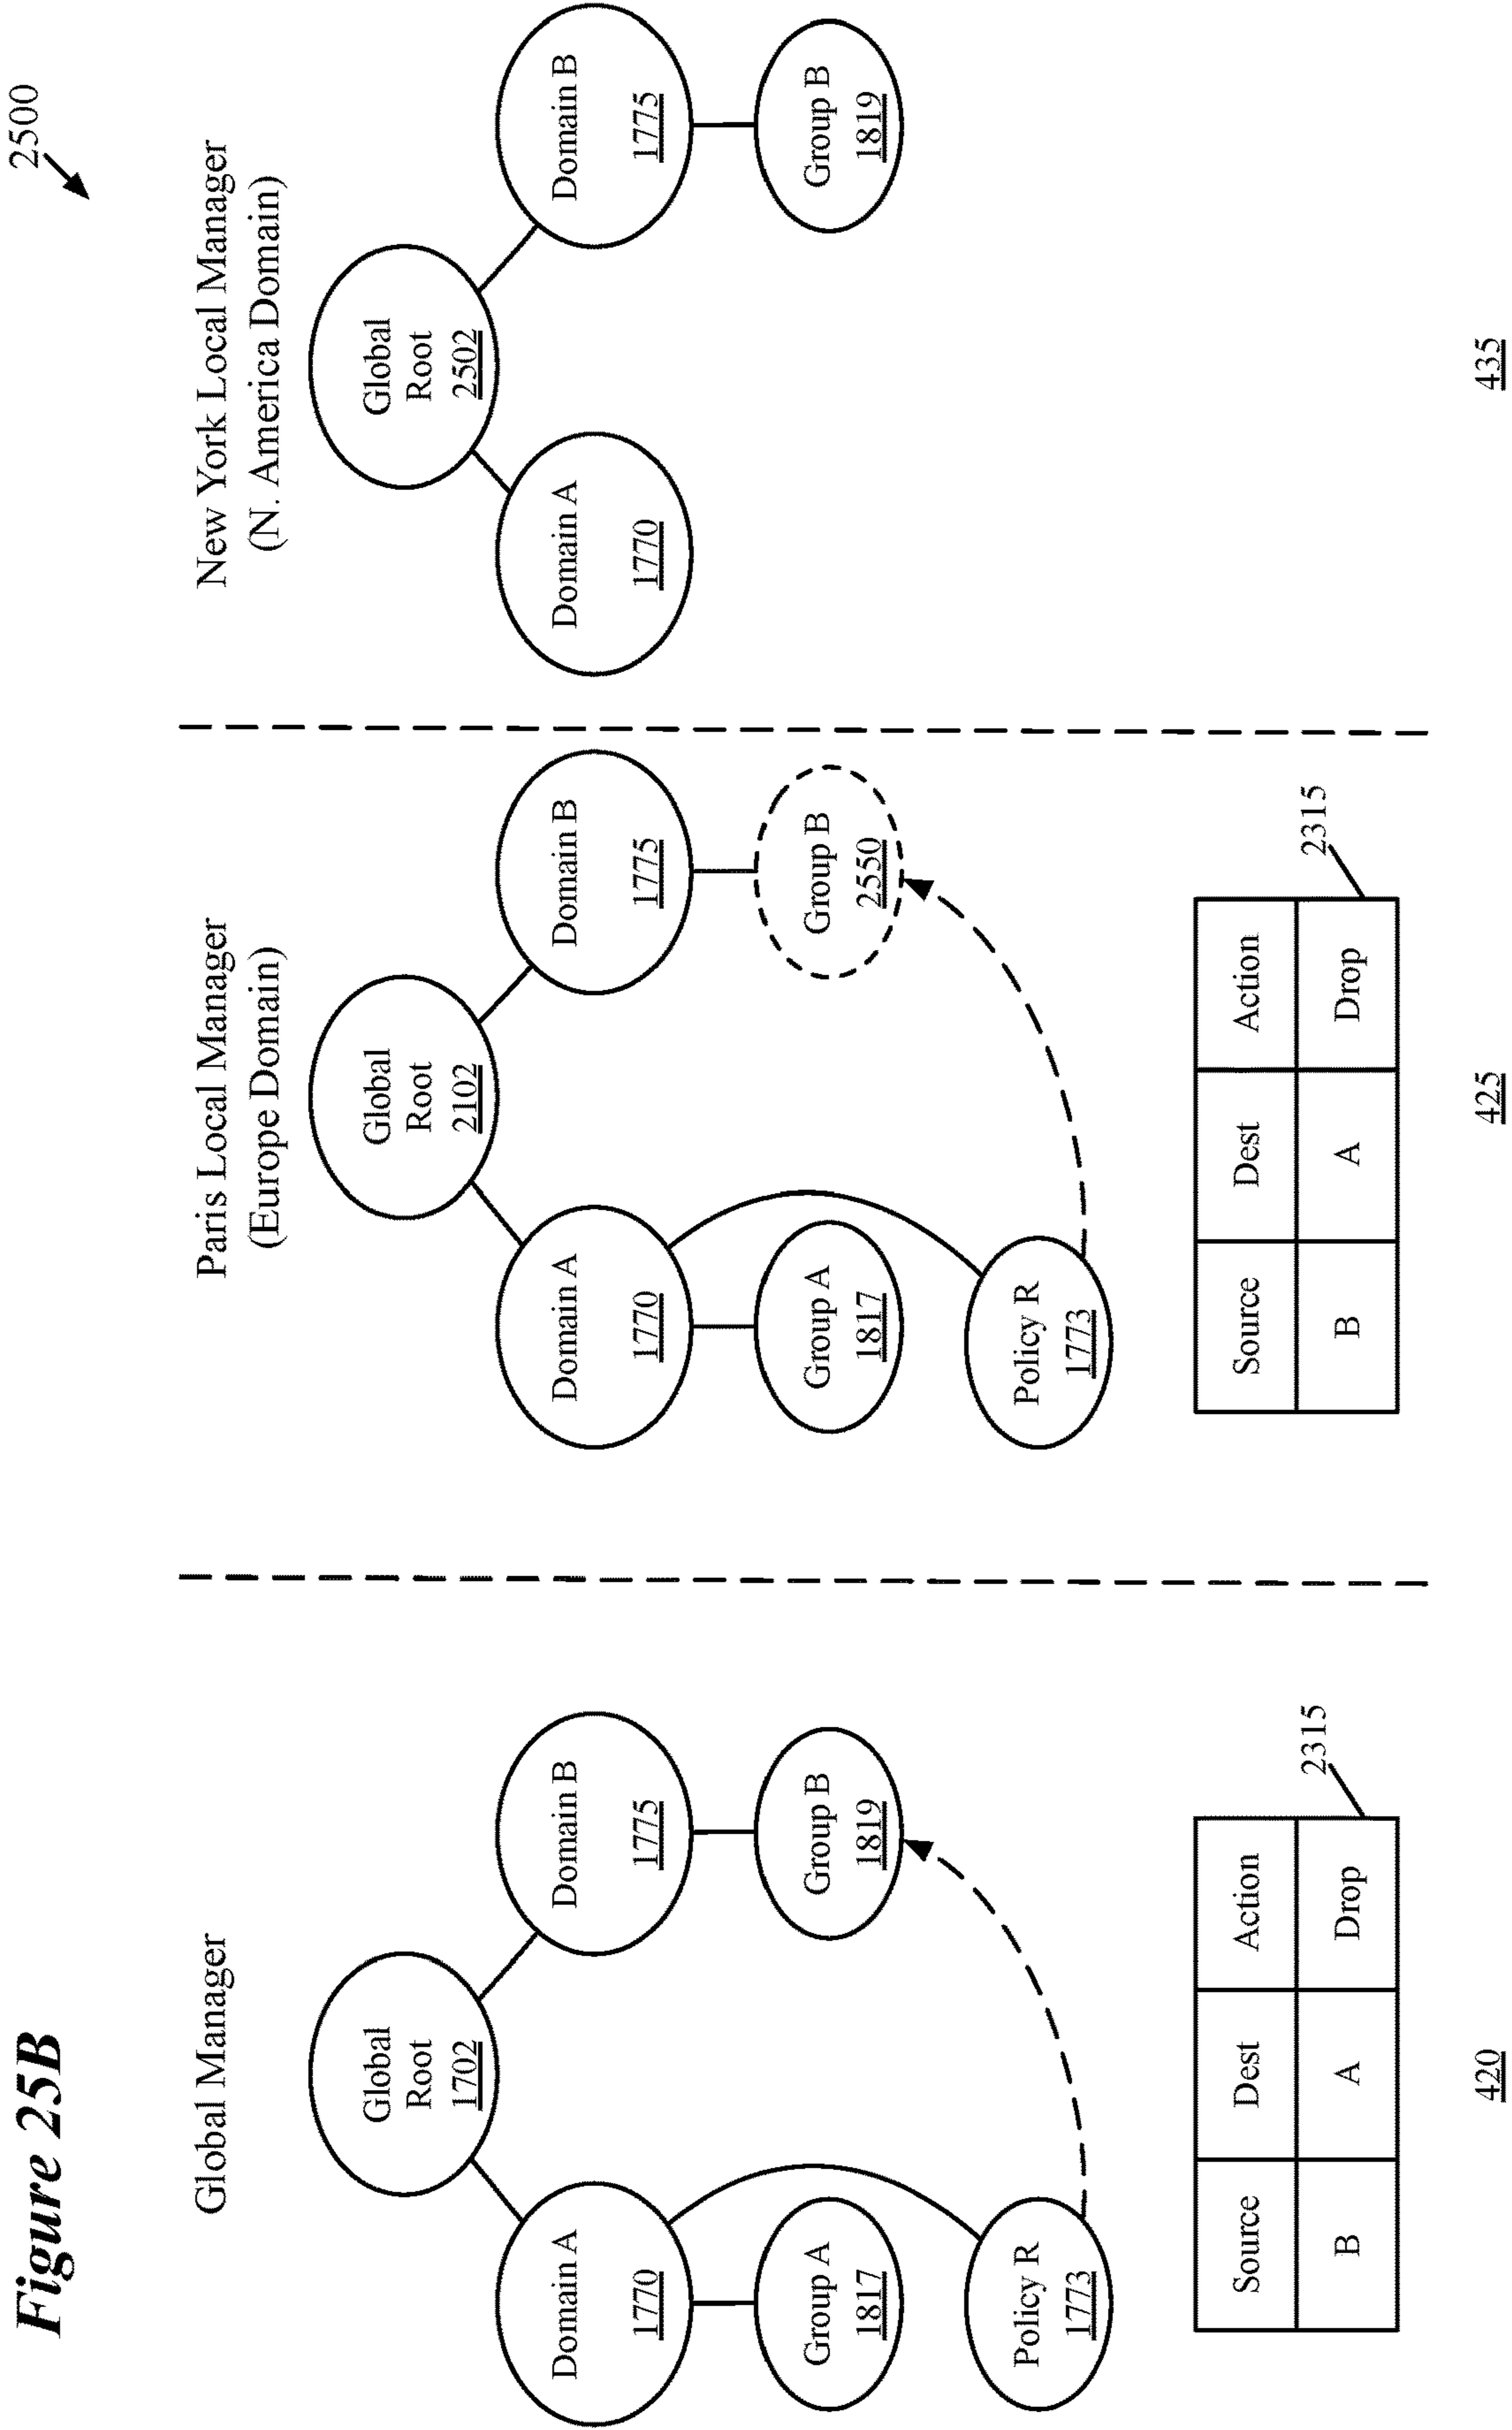 Figure 25B
2500
Global Manager
Global
Root
1702
Domain A
1770
Domain B
1775
Group A
1817
Group B
1819
Policy R
1773
2315
Source Dest Action
B A Drop
420
Paris Local Manager
(Europe Domain)
Global
Root
2102
Domain A
1770
Domain B
1775
Group A
1817
Group B
2550
Policy R
1773
2315
Source Dest Action
B A Drop
425
New York Local Manager
(N. America Domain)
Global
Root
2502
Domain A
1770
Domain B
1775
Group B
1819
435